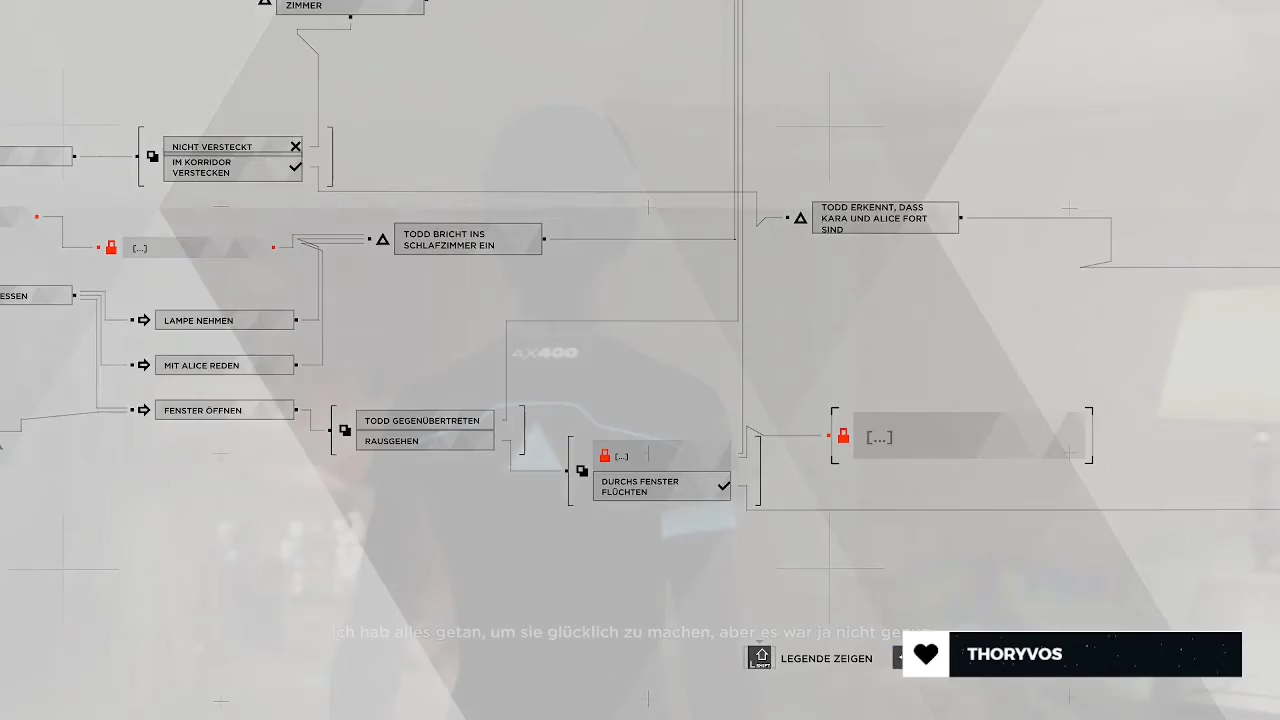 ZIMMER
NICHT VERSTECKT
IM KORRIDOR
VERSTECKEN
TODD ERKENNT, DASS
KARA UND ALICE FORT
SIND
TODD BRICHT INS
SCHLAFZIMMER EIN
[...]
ESSEN
LAMPE NEHMEN
MIT ALICE REDEN
FENSTER ÖFFNEN
AX400
TODD GEGENÜBERTRETEN
RAUSGEHEN
[...]
[...]
DURCHS FENSTER
FLÜCHTEN
Ich hab alles getan, um sie glücklich zu machen, aber es war ja nicht
L SHIFT
LEGENDE ZEIGEN
THORYVOS